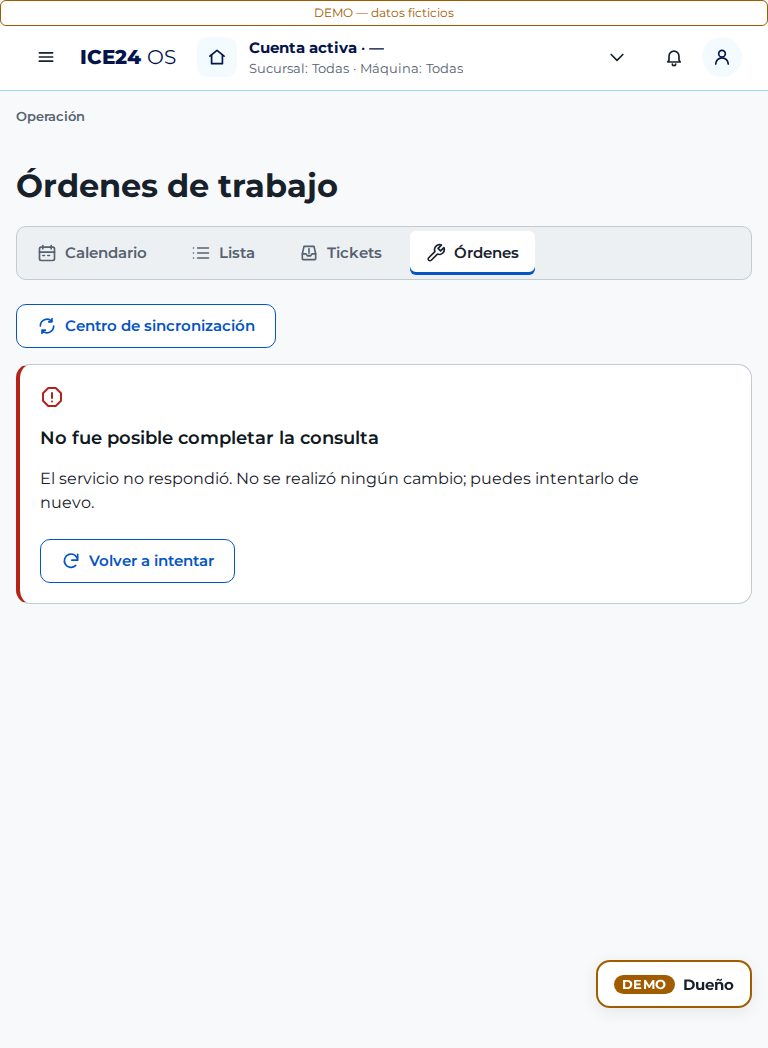 DEMO — datos ficticios
ICE24 OS
Cuenta activa · —
Sucursal: Todas · Máquina: Todas
Operación
Órdenes de trabajo
Calendario
Lista
Tickets
Órdenes
Centro de sincronización
No fue posible completar la consulta
El servicio no respondió. No se realizó ningún cambio; puedes intentarlo de
nuevo.
Volver a intentar
DEMO Dueño